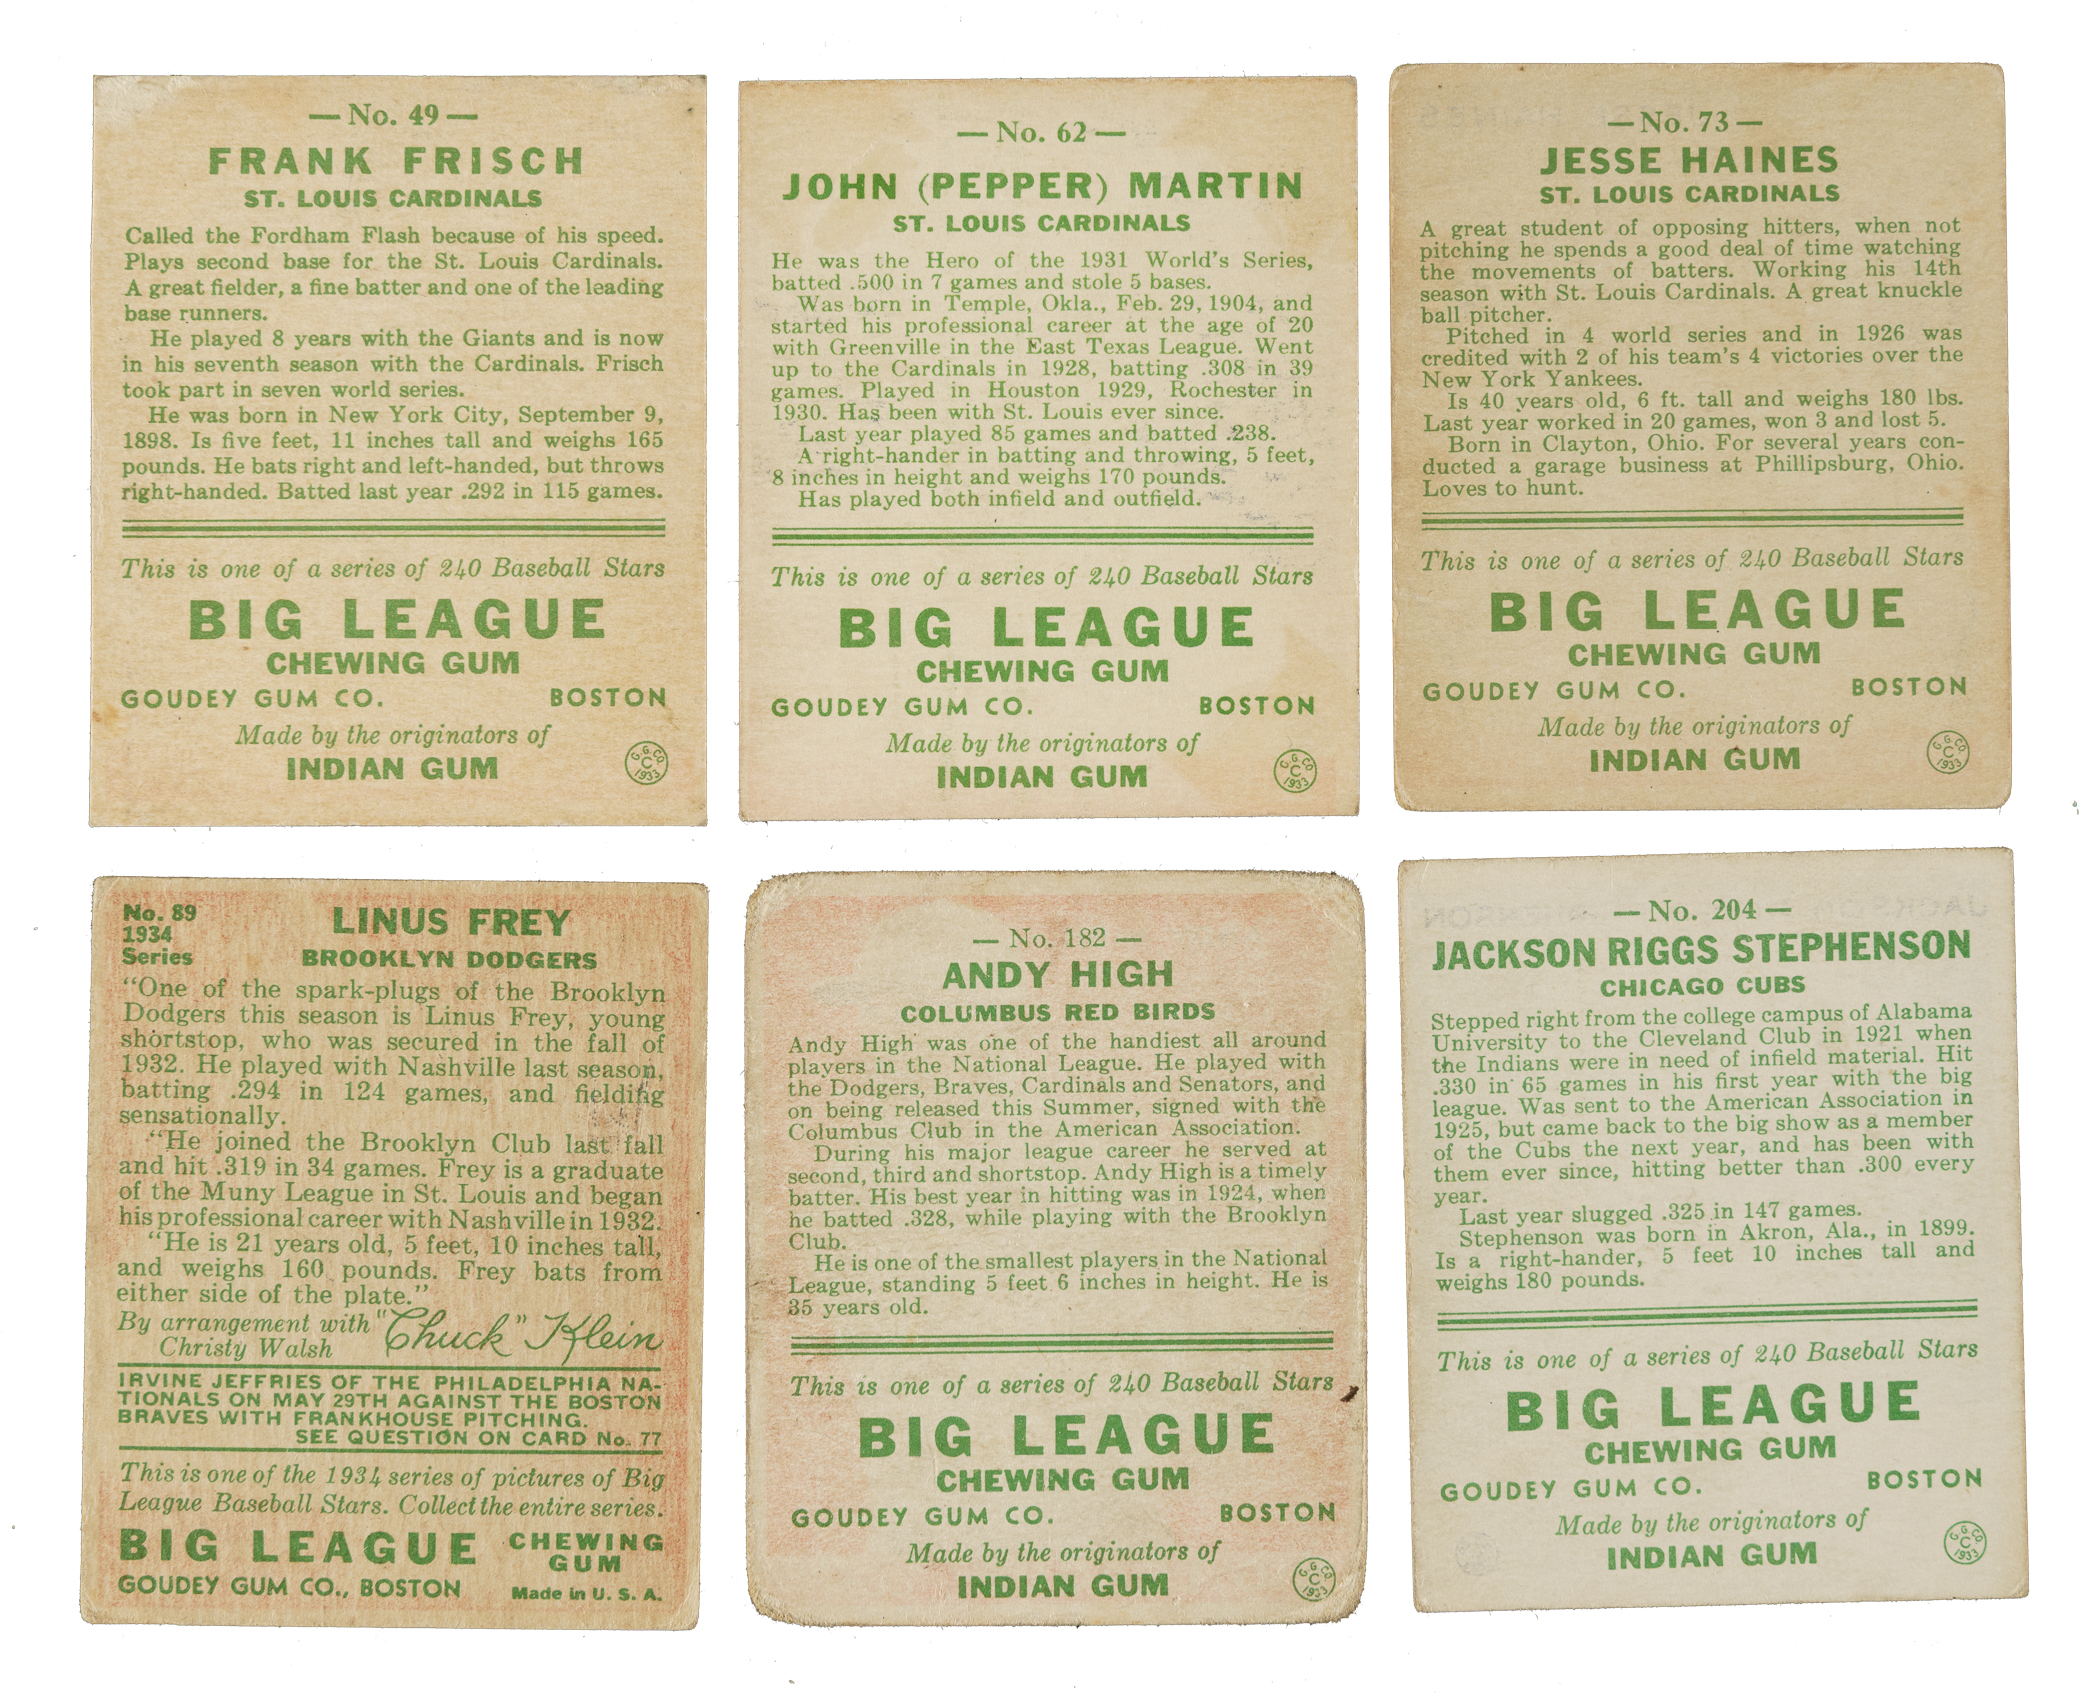 — No. 49 —
FRANK FRISCH
ST. LOUIS CARDINALS
Called the Fordham Flash because of his speed.
Plays second base for the St. Louis Cardinals.
A great fielder, a fine batter and one of the leading
base runners.
He played 8 years with the Giants and is now
in his seventh season with the Cardinals. Frisch
took part in seven world series.
He was born in New York City, September 9,
1898. Is five feet, 11 inches tall and weighs 165
pounds. He bats right and left-handed, but throws
right-handed. Batted last year .292 in 115 games.
This is one of a series of 240 Baseball Stars
BIG LEAGUE
CHEWING GUM
GOUDEY GUM CO. BOSTON
Made by the originators of
INDIAN GUM
G. G. CO.
C
1933
— No. 62 —
JOHN (PEPPER) MARTIN
ST. LOUIS CARDINALS
He was the Hero of the 1931 World's Series,
batted .500 in 7 games and stole 5 bases.
Was born in Temple, Okla., Feb. 29, 1904, and
started his professional career at the age of 20
with Greenville in the East Texas League. Went
up to the Cardinals in 1928, batting .308 in 39
games. Played in Houston 1929, Rochester in
1930. Has been with St. Louis ever since.
Last year played 85 games and batted .238.
A right-hander in batting and throwing, 5 feet,
8 inches in height and weighs 170 pounds.
Has played both infield and outfield.
This is one of a series of 240 Baseball Stars
BIG LEAGUE
CHEWING GUM
GOUDEY GUM CO. BOSTON
Made by the originators of
INDIAN GUM
G. G. CO.
C
1933
— No. 73 —
JESSE HAINES
ST. LOUIS CARDINALS
A great student of opposing hitters, when not
pitching he spends a good deal of time watching
the movements of batters. Working his 14th
season with St. Louis Cardinals. A great knuckle
ball pitcher.
Pitched in 4 world series and in 1926 was
credited with 2 of his team's 4 victories over the
New York Yankees.
Is 40 years old, 6 ft. tall and weighs 180 lbs.
Last year worked in 20 games, won 3 and lost 5.
Born in Clayton, Ohio. For several years con-
ducted a garage business at Phillipsburg, Ohio.
Loves to hunt.
This is one of a series of 240 Baseball Stars
BIG LEAGUE
CHEWING GUM
GOUDEY GUM CO. BOSTON
Made by the originators of
INDIAN GUM
G. G. CO.
C
1933
No. 89
1934
Series
LINUS FREY
BROOKLYN DODGERS
"One of the spark-plugs of the Brooklyn
Dodgers this season is Linus Frey, young
shortstop, who was secured in the fall of
1932. He played with Nashville last season,
batting .294 in 124 games, and fielding
sensationally.
"He joined the Brooklyn Club last fall
and hit .319 in 34 games. Frey is a graduate
of the Muny League in St. Louis and began
his professional career with Nashville in 1932.
"He is 21 years old, 5 feet, 10 inches tall,
and weighs 160 pounds. Frey bats from
either side of the plate."
By arrangement with
Christy Walsh
"Chuck" Klein
IRVINE JEFFRIES OF THE PHILADELPHIA NA-
TIONALS ON MAY 29TH AGAINST THE BOSTON
BRAVES WITH FRANKHOUSE PITCHING.
SEE QUESTION ON CARD No. 77
This is one of the 1934 series of pictures of Big
League Baseball Stars. Collect the entire series.
BIG LEAGUE CHEWING
GUM
GOUDEY GUM CO., BOSTON Made in U. S. A.
— No. 182 —
ANDY HIGH
COLUMBUS RED BIRDS
Andy High was one of the handiest all around
players in the National League. He played with
the Dodgers, Braves, Cardinals and Senators, and
on being released this Summer, signed with the
Columbus Club in the American Association.
During his major league career he served at
second, third and shortstop. Andy High is a timely
batter. His best year in hitting was in 1924, when
he batted .328, while playing with the Brooklyn
Club.
He is one of the smallest players in the National
League, standing 5 feet 6 inches in height. He is
35 years old.
This is one of a series of 240 Baseball Stars
BIG LEAGUE
CHEWING GUM
GOUDEY GUM CO. BOSTON
Made by the originators of
INDIAN GUM
G. G. CO.
C
1933
— No. 204 —
JACKSON RIGGS STEPHENSON
CHICAGO CUBS
Stepped right from the college campus of Alabama
University to the Cleveland Club in 1921 when
the Indians were in need of infield material. Hit
.330 in 65 games in his first year with the big
league. Was sent to the American Association in
1925, but came back to the big show as a member
of the Cubs the next year, and has been with
them ever since, hitting better than .300 every
year.
Last year slugged .325 in 147 games.
Stephenson was born in Akron, Ala., in 1899.
Is a right-hander, 5 feet 10 inches tall and
weighs 180 pounds.
This is one of a series of 240 Baseball Stars
BIG LEAGUE
CHEWING GUM
GOUDEY GUM CO. BOSTON
Made by the originators of
INDIAN GUM
G. G. CO.
C
1933